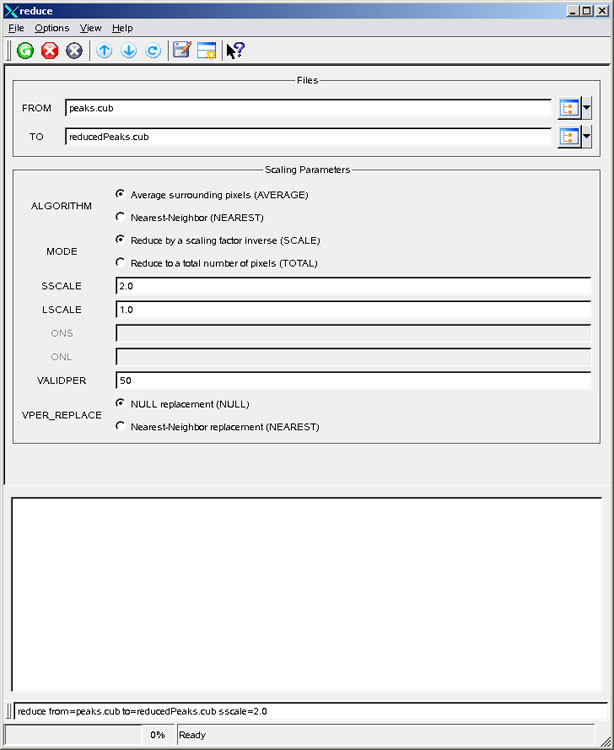 reduce
File Options View Help
Files
FROM peaks.cub
TO reducedPeaks.cub
Scaling Parameters
ALGORITHM
Average surrounding pixels (AVERAGE)
Nearest-Neighbor (NEAREST)
MODE
Reduce by a scaling factor inverse (SCALE)
Reduce to a total number of pixels (TOTAL)
SSCALE 2.0
LSCALE 1.0
ONS
ONL
VALIDPER 50
VPER_REPLACE
NULL replacement (NULL)
Nearest-Neighbor replacement (NEAREST)
reduce from=peaks.cub to=reducedPeaks.cub sscale=2.0
0% Ready